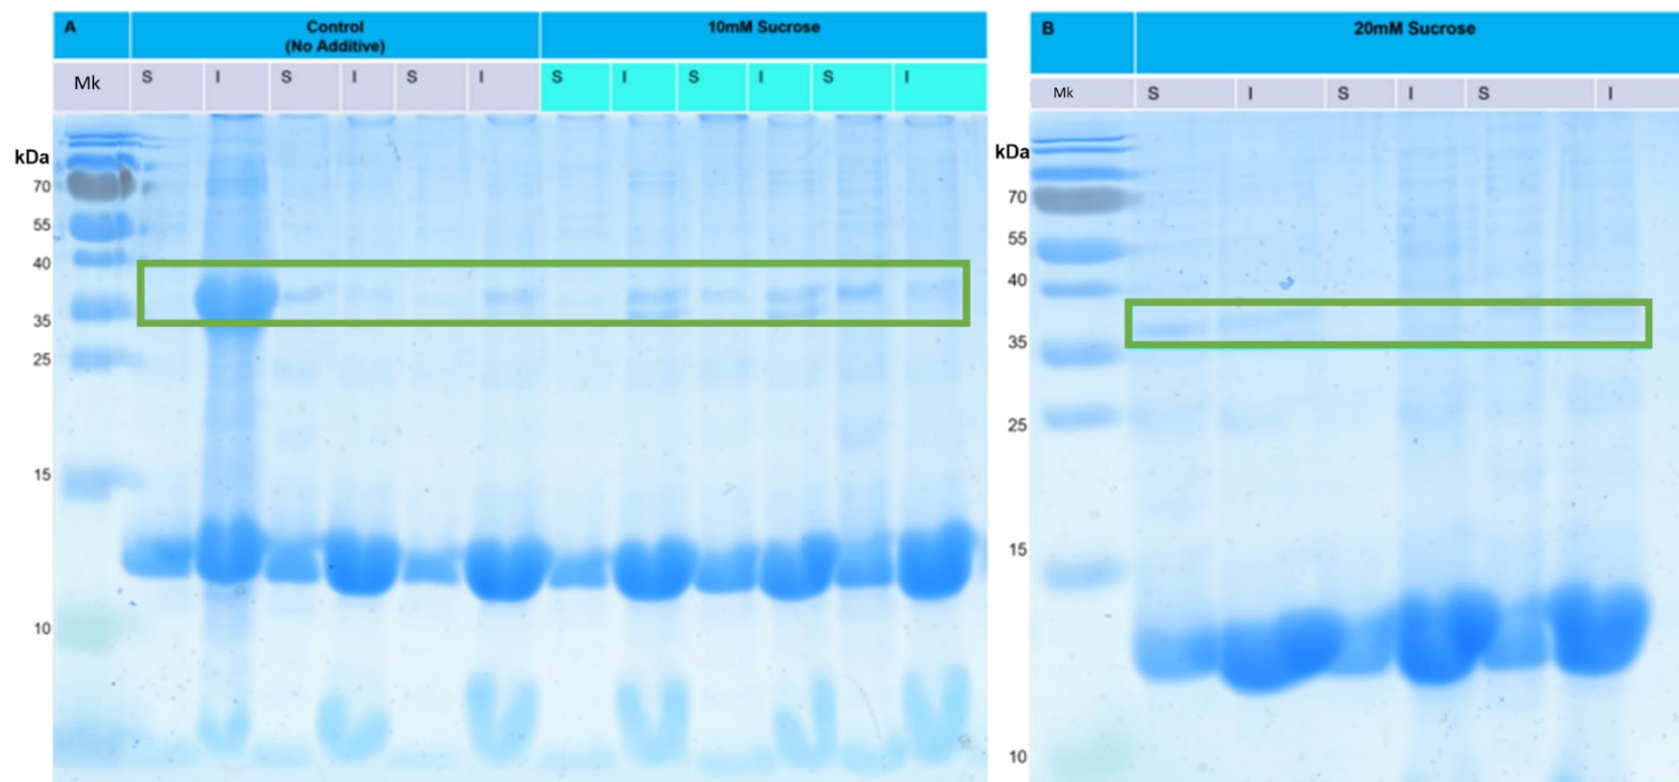 A
Control
(No Additive)
10mM Sucrose
Mk S I S I S I S I S I S I
kDa
70
55
40
35
25
15
10
B
20mM Sucrose
Mk S I S I S I
kDa
70
55
40
35
25
15
10